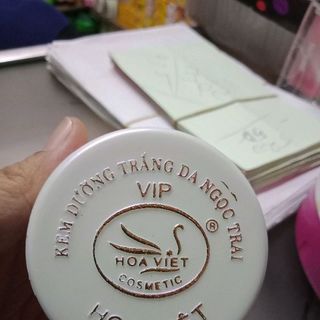 KEM DƯỠNG TRẮNG DA NGỌC TRAI
VIP
®
HOA VIỆT
COSMETIC